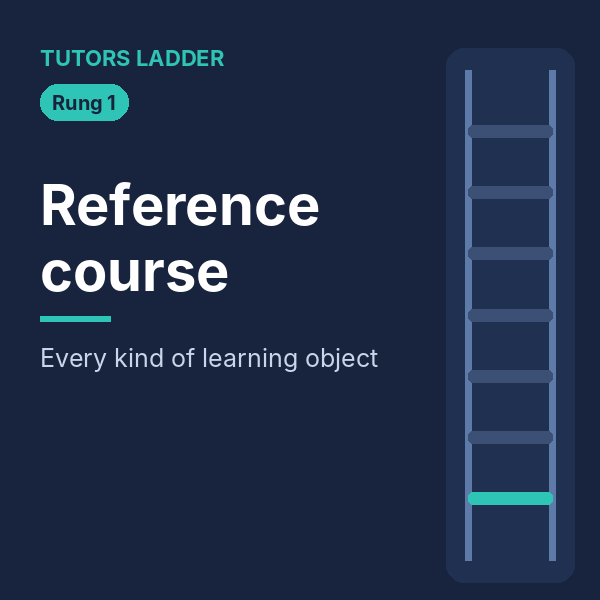 TUTORS LADDER
Rung 1
Reference
course
Every kind of learning object